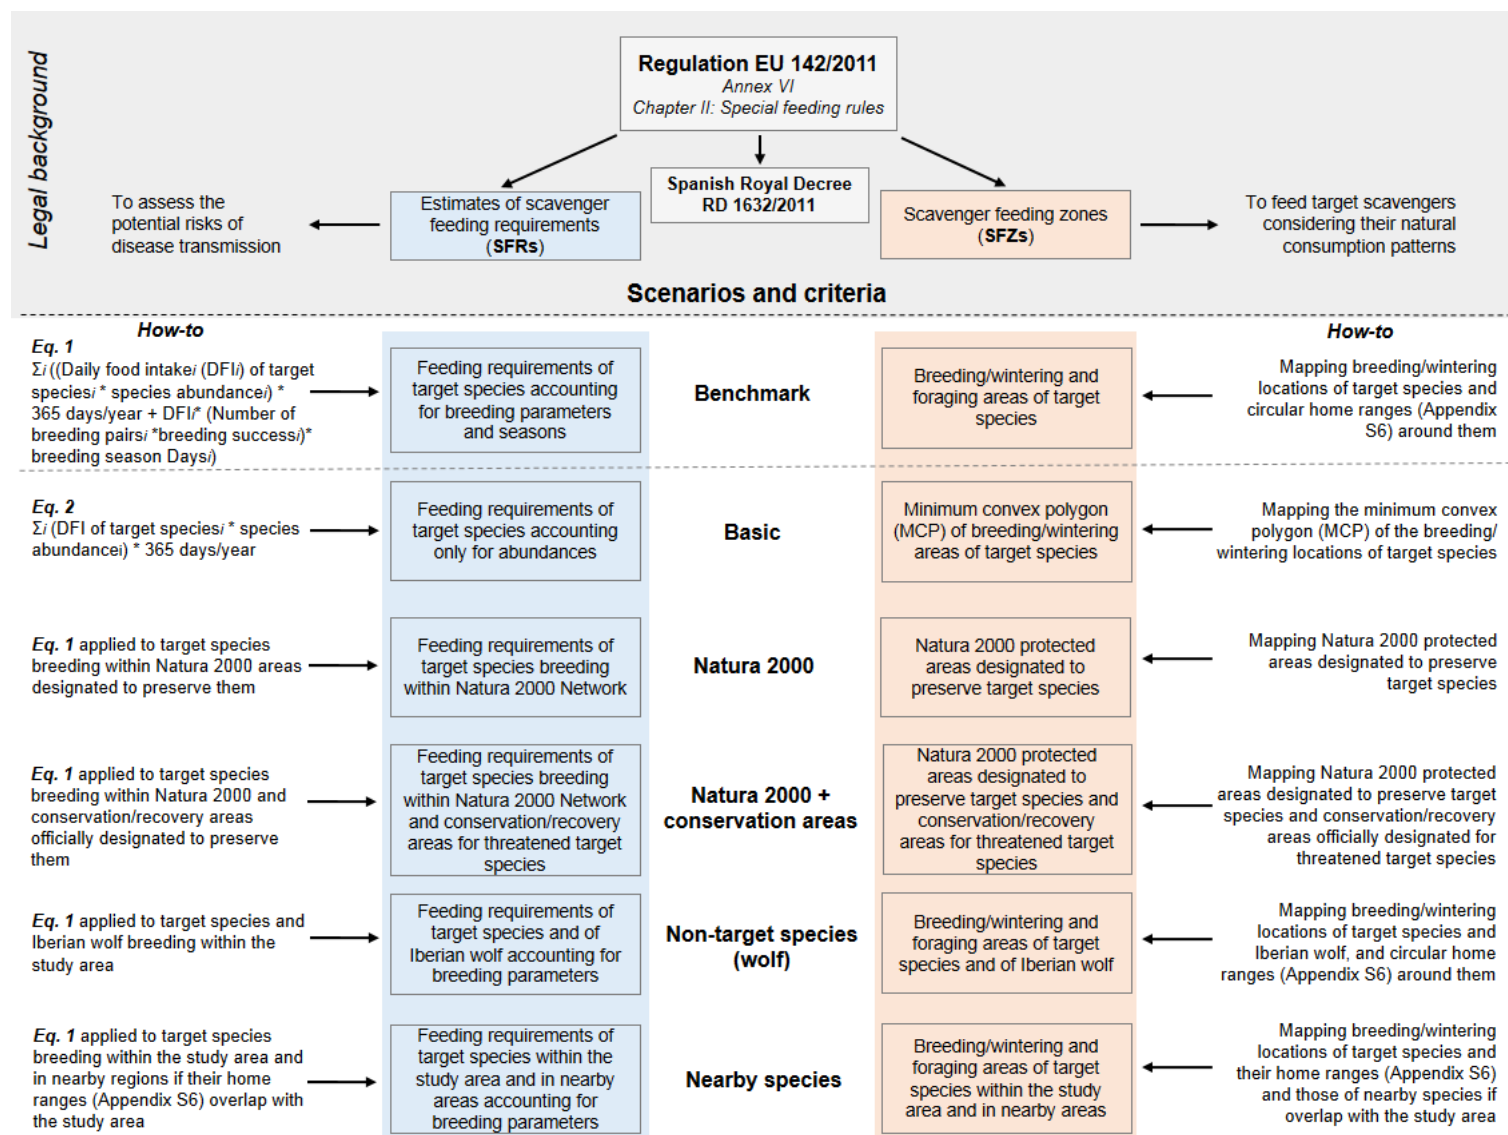 Legal background
Regulation EU 142/2011
Annex VI
Chapter II: Special feeding rules
To assess the
potential risks of
disease transmission
Estimates of scavenger
feeding requirements
(SFRs)
Spanish Royal Decree
RD 1632/2011
Scavenger feeding zones
(SFZs)
To feed target scavengers
considering their natural
consumption patterns
Scenarios and criteria
How-to
How-to
Eq. 1
Σi ((Daily food intakei (DFIi) of target
speciesi * species abundancei) *
365 days/year + DFIi* (Number of
breeding pairsi *breeding successi)*
breeding season Daysi)
Feeding requirements of
target species accounting
for breeding parameters
and seasons
Benchmark
Breeding/wintering and
foraging areas of target
species
Mapping breeding/wintering
locations of target species and
circular home ranges (Appendix
S6) around them
Eq. 2
Σi (DFI of target speciesi * species
abundancei) * 365 days/year
Feeding requirements of
target species accounting
only for abundances
Basic
Minimum convex polygon
(MCP) of breeding/wintering
areas of target species
Mapping the minimum convex
polygon (MCP) of the breeding/
wintering locations of target species
Eq. 1 applied to target species
breeding within Natura 2000 areas
designated to preserve them
Feeding requirements of
target species breeding
within Natura 2000 Network
Natura 2000
Natura 2000 protected
areas designated to
preserve target species
Mapping Natura 2000 protected
areas designated to preserve
target species
Eq. 1 applied to target species
breeding within Natura 2000 and
conservation/recovery areas
officially designated to preserve
them
Feeding requirements of
target species breeding
within Natura 2000 Network
and conservation/recovery
areas for threatened target
species
Natura 2000 +
conservation areas
Natura 2000 protected
areas designated to
preserve target species and
conservation/recovery
areas for threatened target
species
Mapping Natura 2000 protected
areas designated to preserve target
species and conservation/recovery
areas officially designated for
threatened target species
Eq. 1 applied to target species and
Iberian wolf breeding within the
study area
Feeding requirements of
target species and of
Iberian wolf accounting for
breeding parameters
Non-target species
(wolf)
Breeding/wintering and
foraging areas of target
species and of Iberian wolf
Mapping breeding/wintering
locations of target species and
Iberian wolf, and circular home
ranges (Appendix S6) around them
Eq. 1 applied to target species
breeding within the study area and
in nearby regions if their home
ranges (Appendix S6) overlap with
the study area
Feeding requirements of
target species within the
study area and in nearby
areas accounting for
breeding parameters
Nearby species
Breeding/wintering and
foraging areas of target
species within the study
area and in nearby areas
Mapping breeding/wintering
locations of target species and
their home ranges (Appendix S6)
and those of nearby species if
overlap with the study area